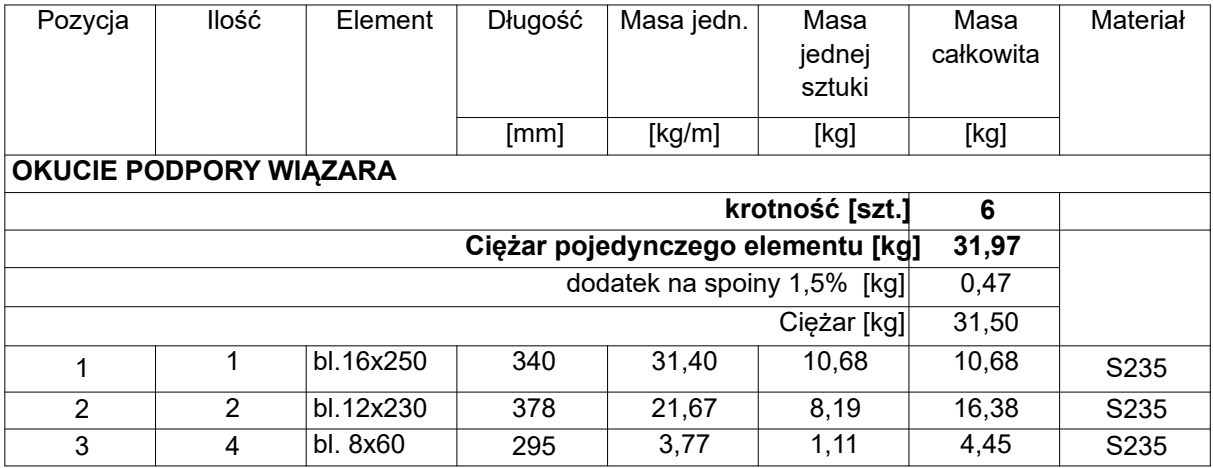 Pozycja Ilość Element Długość Masa jedn. Masa jednej sztuki Masa całkowita Materiał
[mm] [kg/m] [kg] [kg]
OKUCIE PODPORY WIĄZARA
krotność [szt.] 6
Ciężar pojedynczego elementu [kg] 31,97
dodatek na spoiny 1,5% [kg] 0,47
Ciężar [kg] 31,50
1 1 bl.16x250 340 31,40 10,68 10,68 S235
2 2 bl.12x230 378 21,67 8,19 16,38 S235
3 4 bl. 8x60 295 3,77 1,11 4,45 S235